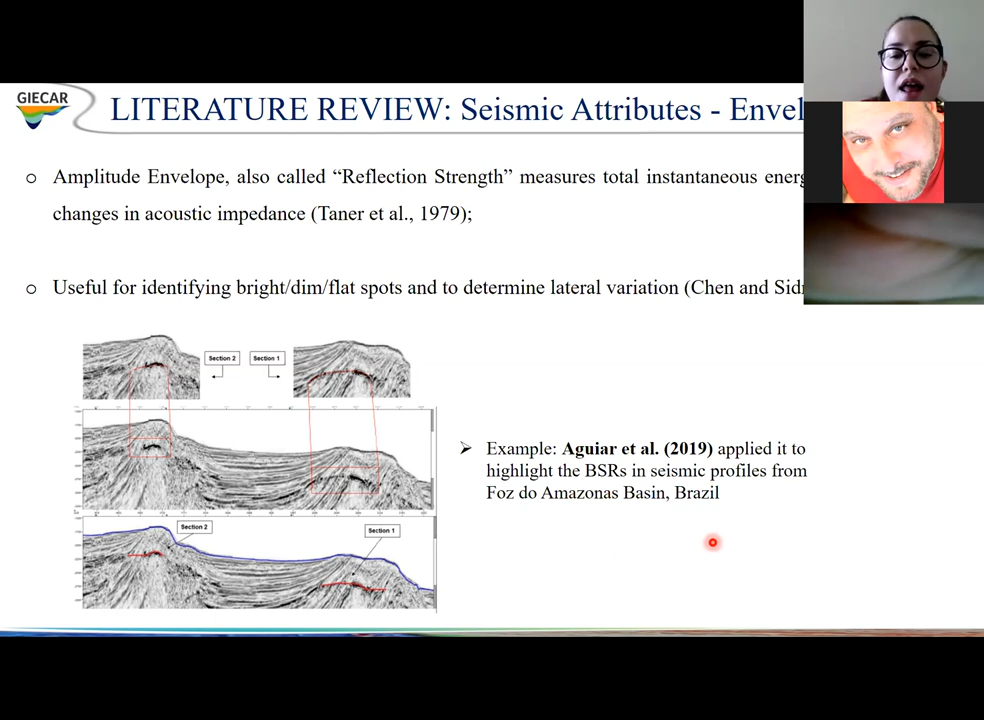 GIECAR
LITERATURE REVIEW: Seismic Attributes - Envel
Amplitude Envelope, also called “Reflection Strength” measures total instantaneous energ
changes in acoustic impedance (Taner et al., 1979);
Useful for identifying bright/dim/flat spots and to determine lateral variation (Chen and Sidn
Section 2
Section 1
Example: Aguiar et al. (2019) applied it to
highlight the BSRs in seismic profiles from
Foz do Amazonas Basin, Brazil
Section 2
Section 1